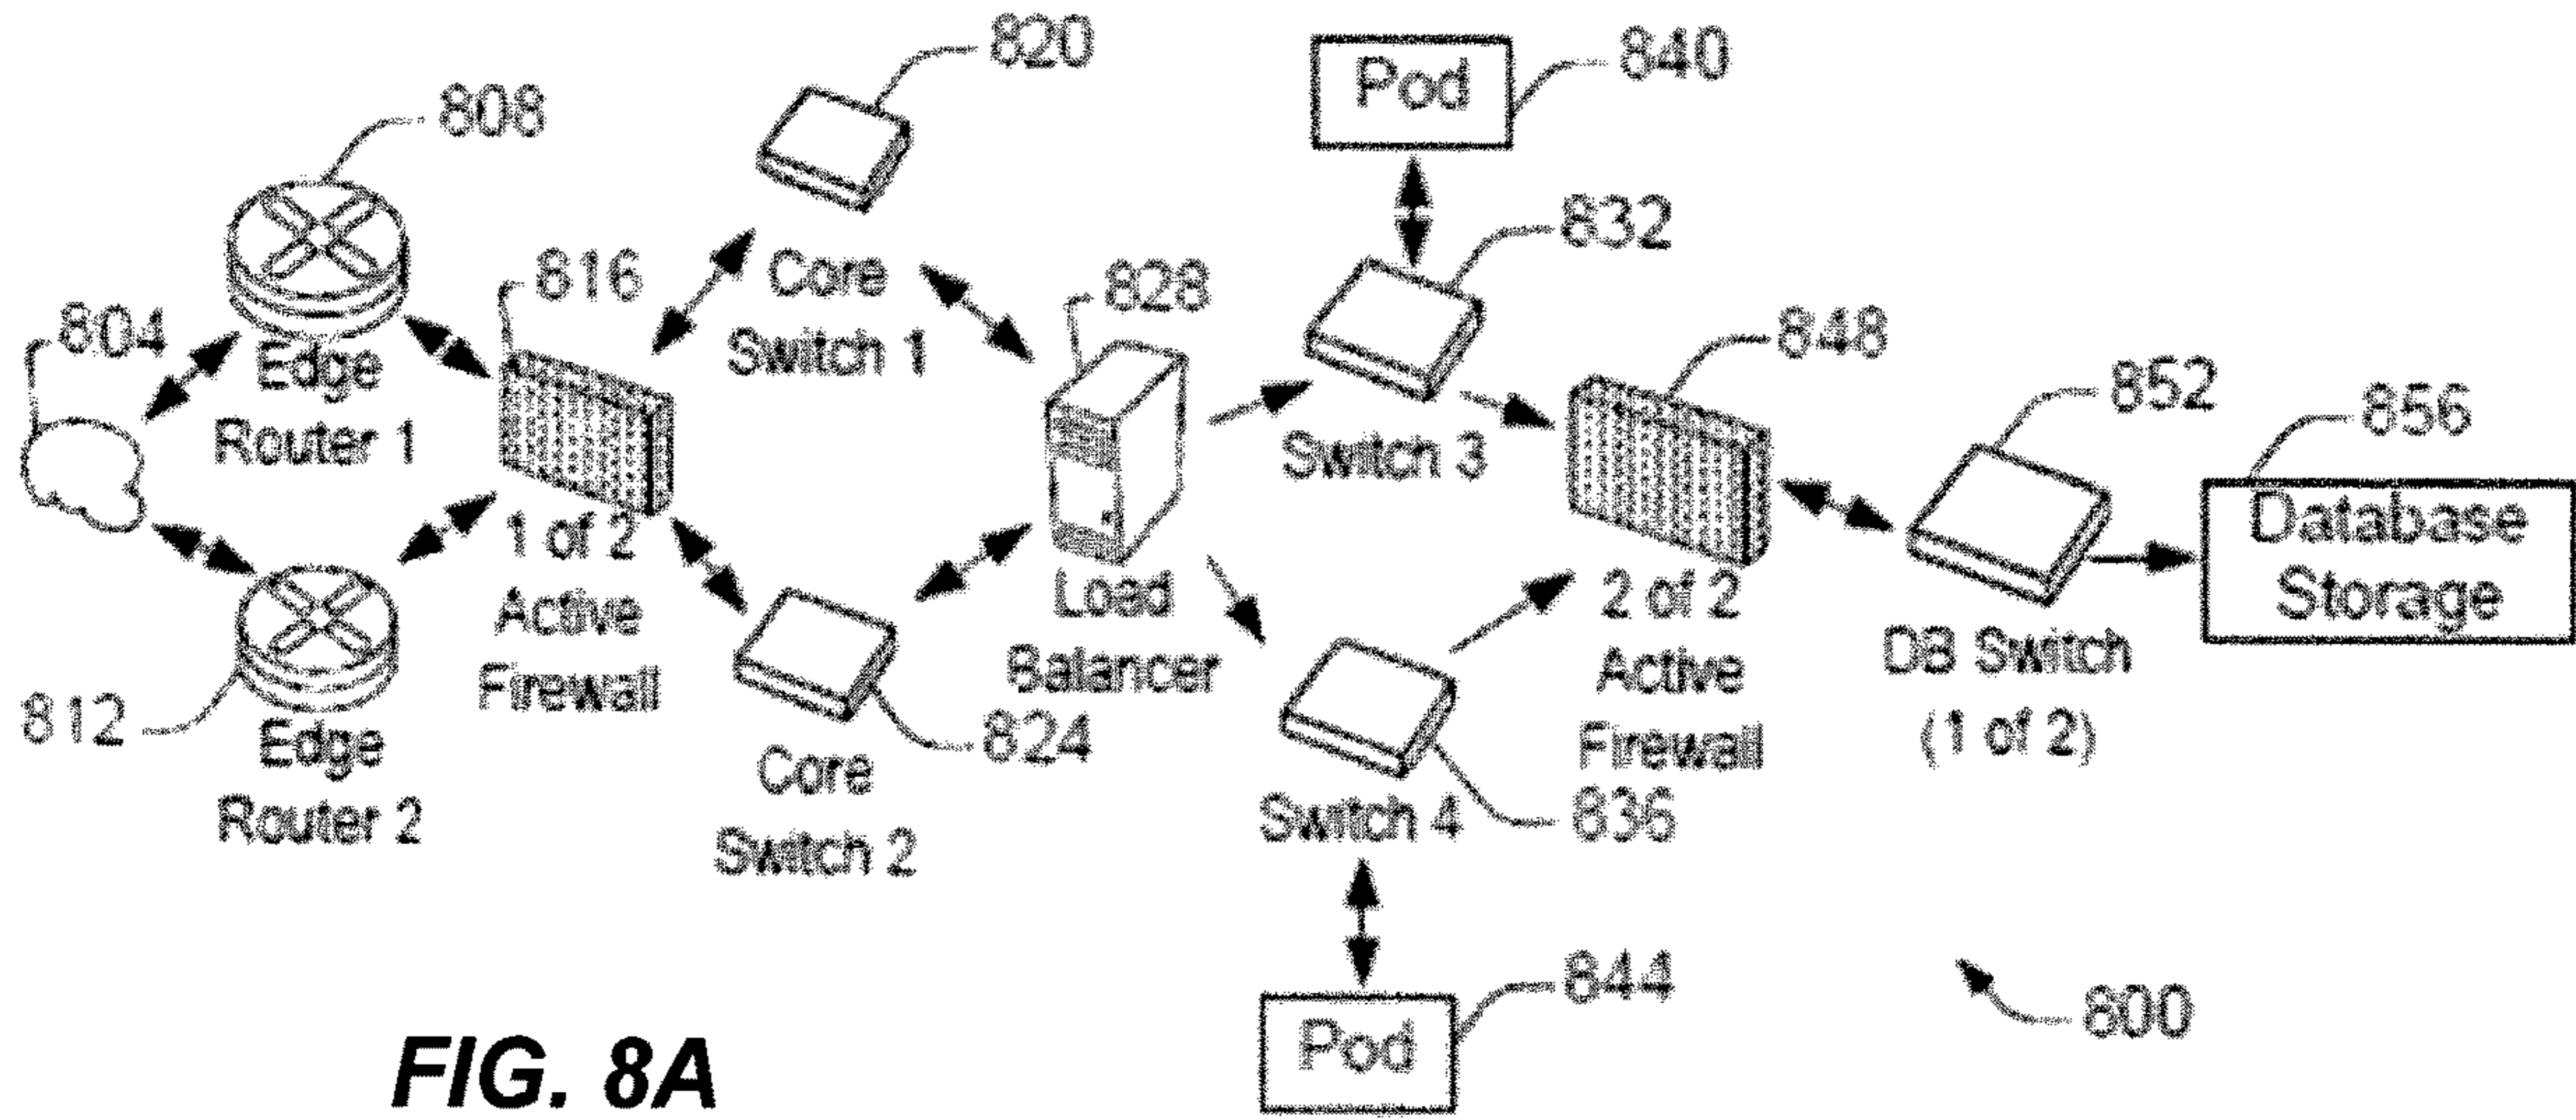 820
Pod
840
808
832
816
Core
Switch 1
828
804
Edge
Router 1
848
852
856
Switch 3
Database
Storage
1 of 2
Active
Firewall
Load
Balancer
2 of 2
Active
Firewall
DB Switch
(1 of 2)
812
Edge
Router 2
824
Core
Switch 2
Switch 4
836
844
Pod
800
FIG. 8A